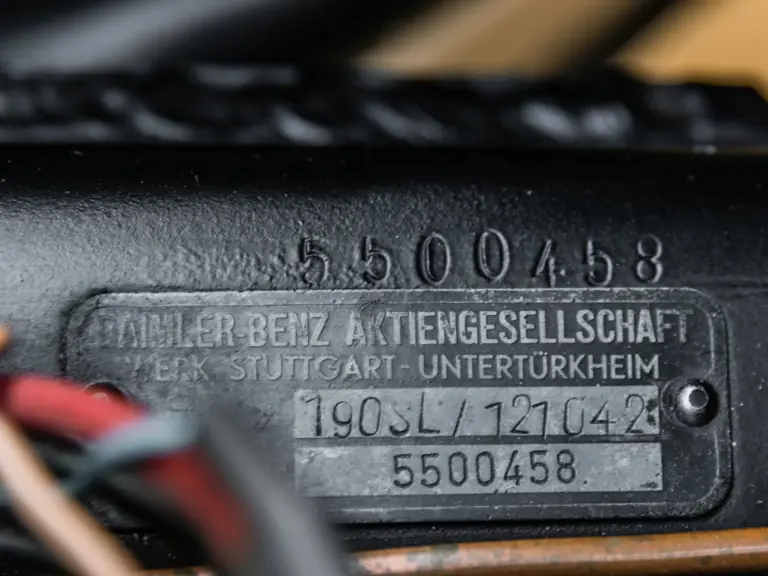 5500458
DAIMLER-BENZ AKTIENGESELLSCHAFT
WERK STUTTGART-UNTERTÜRKHEIM
190SL/121042
5500458